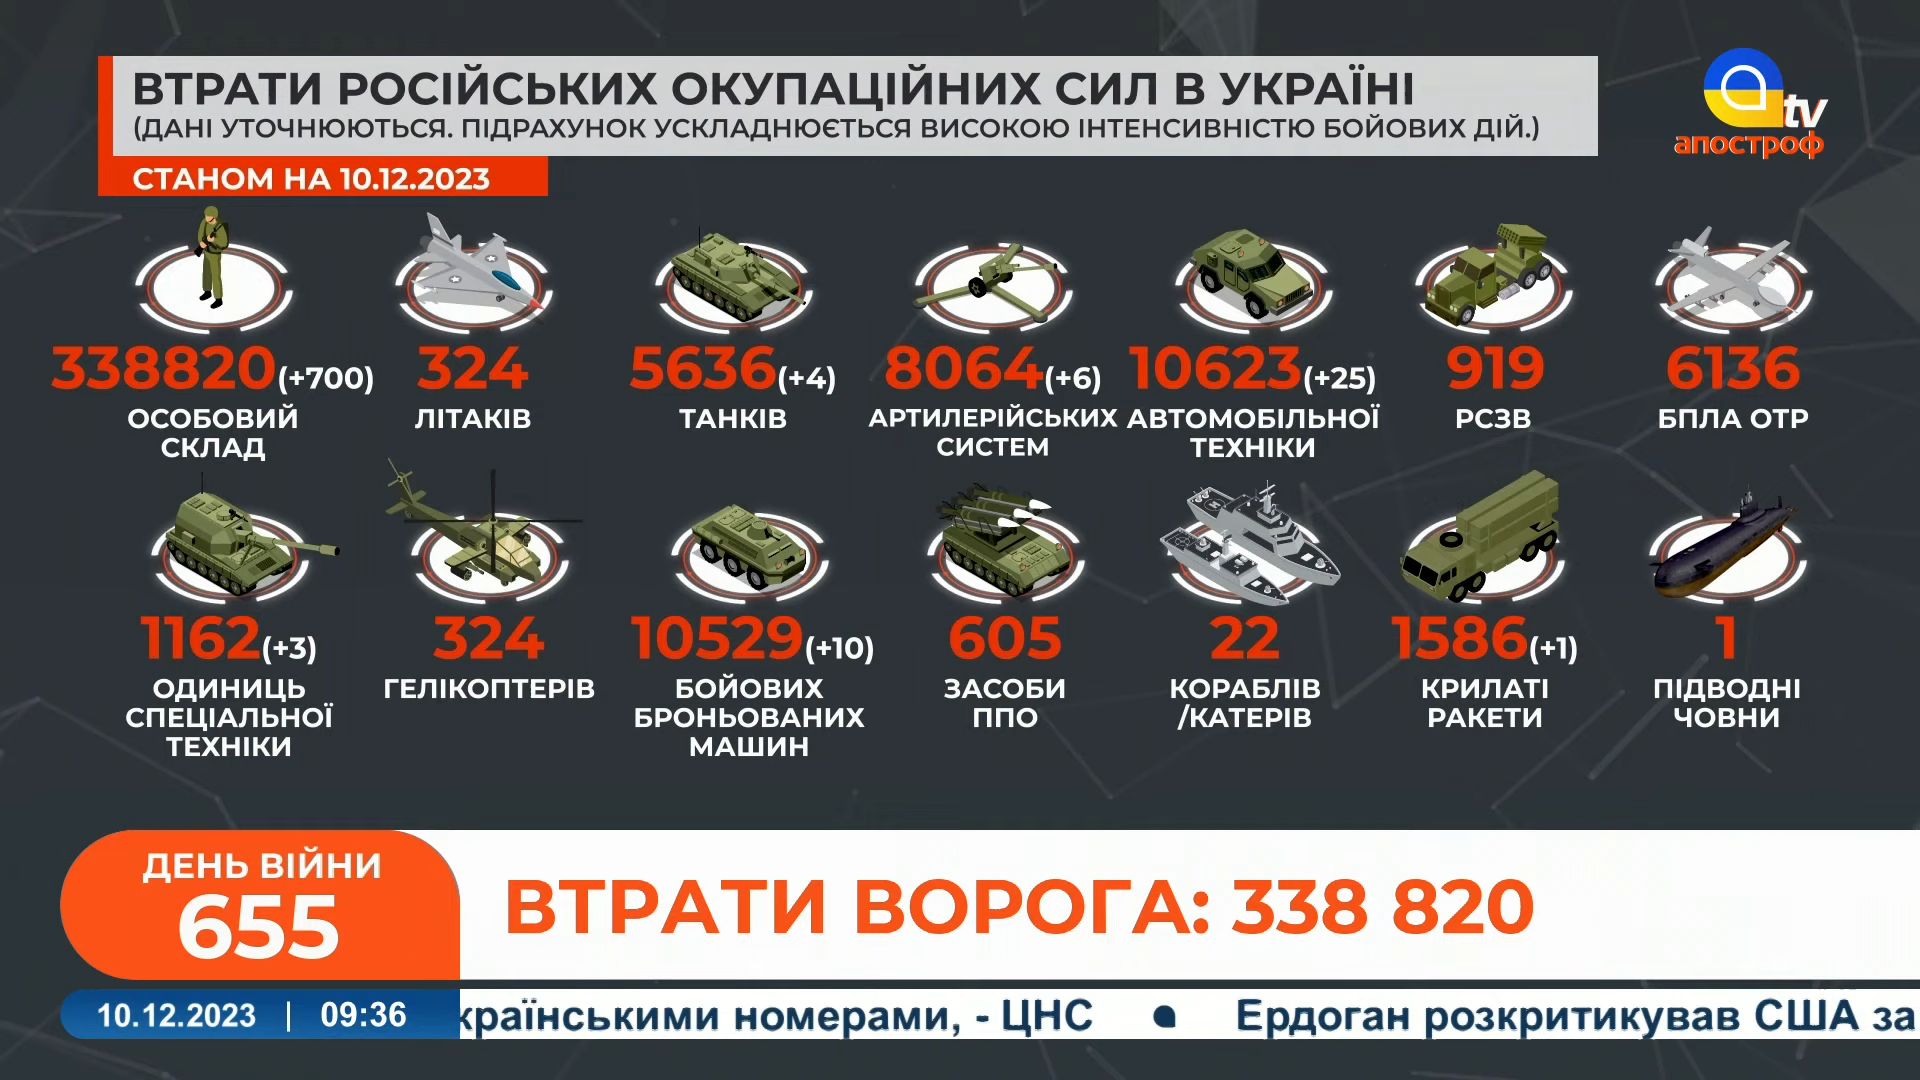 ВТРАТИ РОСІЙСЬКИХ ОКУПАЦІЙНИХ СИЛ В УКРАЇНІ
(ДАНІ УТОЧНЮЮТЬСЯ. ПІДРАХУНОК УСКЛАДНЮЄТЬСЯ ВИСОКОЮ ІНТЕНСИВНІСТЮ БОЙОВИХ ДІЙ.)
СТАНОМ НА 10.12.2023
tv
апостроф
338820(+700)
ОСОБОВИЙ
СКЛАД
324
ЛІТАКІВ
5636(+4)
ТАНКІВ
8064(+6)
АРТИЛЕРІЙСЬКИХ
СИСТЕМ
10623(+25)
АВТОМОБІЛЬНОЇ
ТЕХНІКИ
919
РСЗВ
6136
БПЛА ОТР
1162(+3)
ОДИНИЦЬ
СПЕЦІАЛЬНОЇ
ТЕХНІКИ
324
ГЕЛІКОПТЕРІВ
10529(+10)
БОЙОВИХ
БРОНЬОВАНИХ
МАШИН
605
ЗАСОБИ
ППО
22
КОРАБЛІВ
/КАТЕРІВ
1586(+1)
КРИЛАТІ
РАКЕТИ
1
ПІДВОДНІ
ЧОВНИ
ДЕНЬ ВІЙНИ
655
ВТРАТИ ВОРОГА: 338 820
10.12.2023 | 09:36
країнськими номерами, - ЦНС • Ердоган розкритикував США за